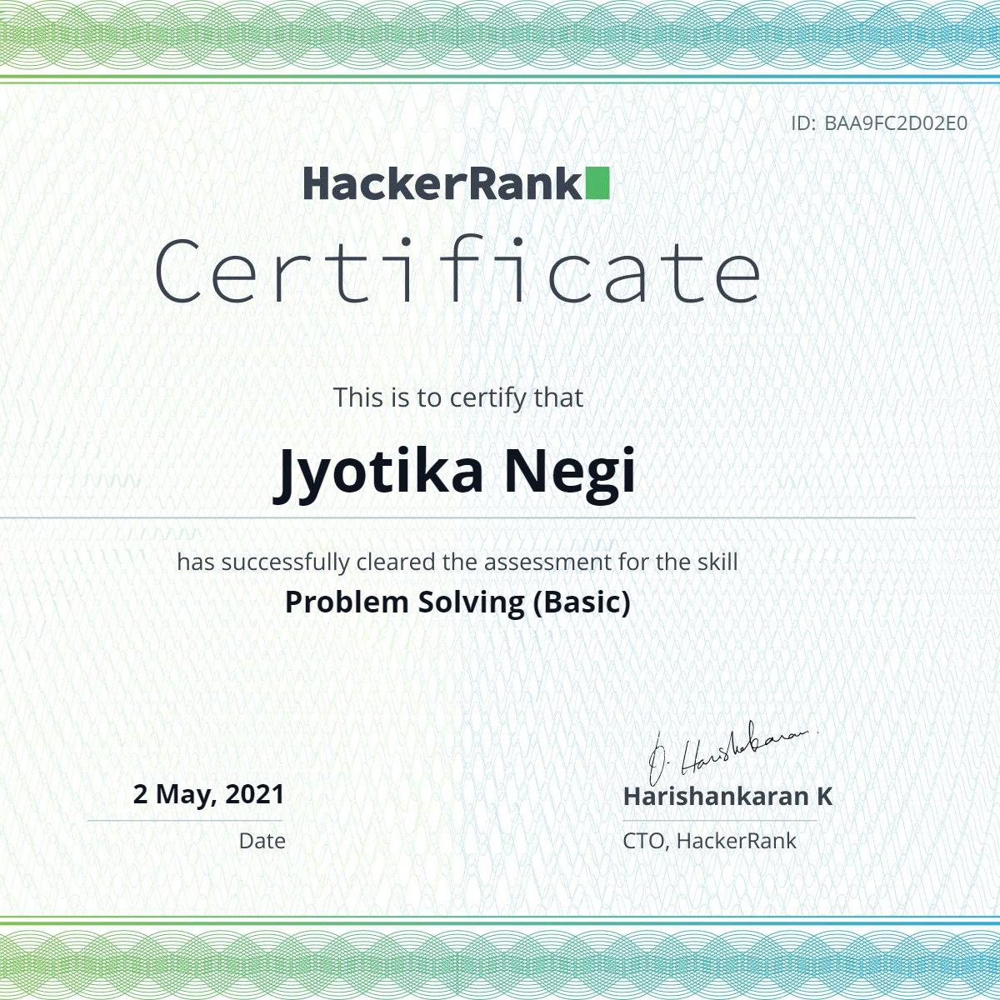 ID: BAA9FC2D02E0
HackerRank
Certificate
This is to certify that
Jyotika Negi
has successfully cleared the assessment for the skill
Problem Solving (Basic)
2 May, 2021
Date
Harishankaran
Harishankaran K
CTO, HackerRank